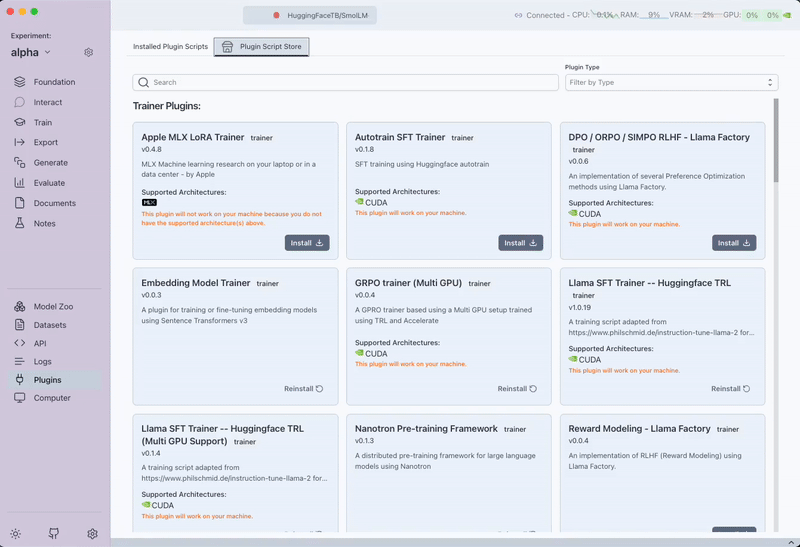 HuggingFaceTB/SmolLM-
Connected - CPU: 0.1% RAM: 9% VRAM: 2% GPU: 0% 0%
Experiment:
alpha
Foundation
Interact
Train
Export
Generate
Evaluate
Documents
Notes
Model Zoo
Datasets
API
Logs
Plugins
Computer
Installed Plugin Scripts
Plugin Script Store
Plugin Type
Search
Filter by Type
Trainer Plugins:
Apple MLX LoRA Trainer trainer
v0.4.8
MLX Machine learning research on your laptop or in a
data center - by Apple
Supported Architectures:
MLX
This plugin will not work on your machine because you do not
have the supported architecture(s) above.
Install
Autotrain SFT Trainer trainer
v0.1.8
SFT training using Huggingface autotrain
Supported Architectures:
CUDA
This plugin will work on your machine.
Install
DPO / ORPO / SIMPO RLHF - Llama Factory
trainer
v0.0.6
An implementation of several Preference Optimization
methods using Llama Factory.
Supported Architectures:
CUDA
This plugin will work on your machine.
Install
Embedding Model Trainer trainer
v0.0.3
A plugin for training or fine-tuning embedding models
using Sentence Transformers v3
Reinstall
GRPO trainer (Multi GPU) trainer
v0.0.4
A GPRO trainer based using a Multi GPU setup trained
using TRL and Accelerate
Supported Architectures:
CUDA
This plugin will work on your machine.
Reinstall
Llama SFT Trainer -- Huggingface TRL
trainer
v1.0.19
A training script adapted from
https://www.philschmid.de/instruction-tune-llama-2 fo...
Supported Architectures:
CUDA
This plugin will work on your machine.
Reinstall
Llama SFT Trainer -- Huggingface TRL
(Multi GPU Support) trainer
v0.1.4
A training script adapted from
https://www.philschmid.de/instruction-tune-llama-2 for...
Supported Architectures:
CUDA
This plugin will work on your machine.
Nanotron Pre-training Framework trainer
v0.1.3
A distributed pre-training framework for large language
models using Nanotron
Reward Modeling - Llama Factory trainer
v0.0.4
An implementation of RLHF (Reward Modeling) using
Llama Factory.